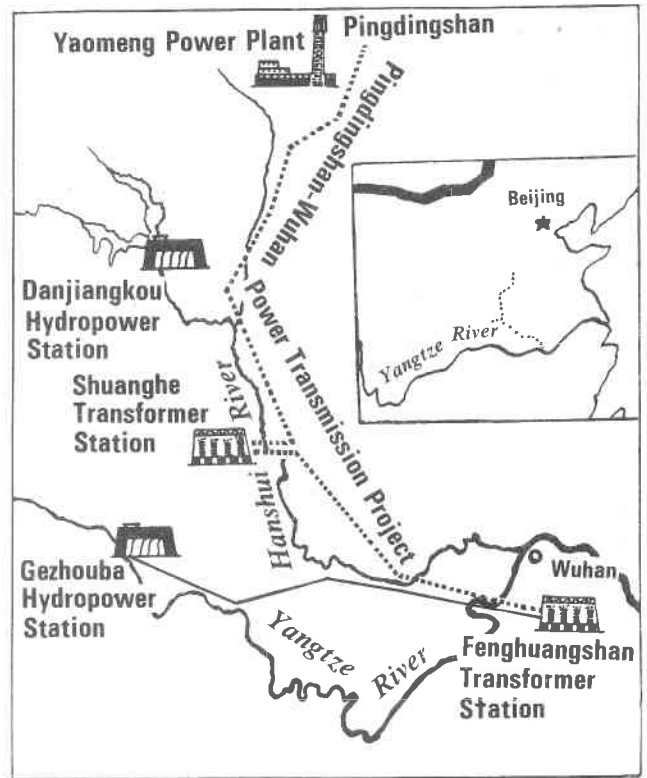 Yaomeng Power Plant
Pingdingshan
Pingdingshan-Wuhan
Power Transmission Project
Beijing
Yangtze River
Danjiangkou
Hydropower
Station
Shuanghe
Transformer
Station
Hanshui River
Gezhouba
Hydropower
Station
Yangtze River
Wuhan
Fenghuangshan
Transformer
Station